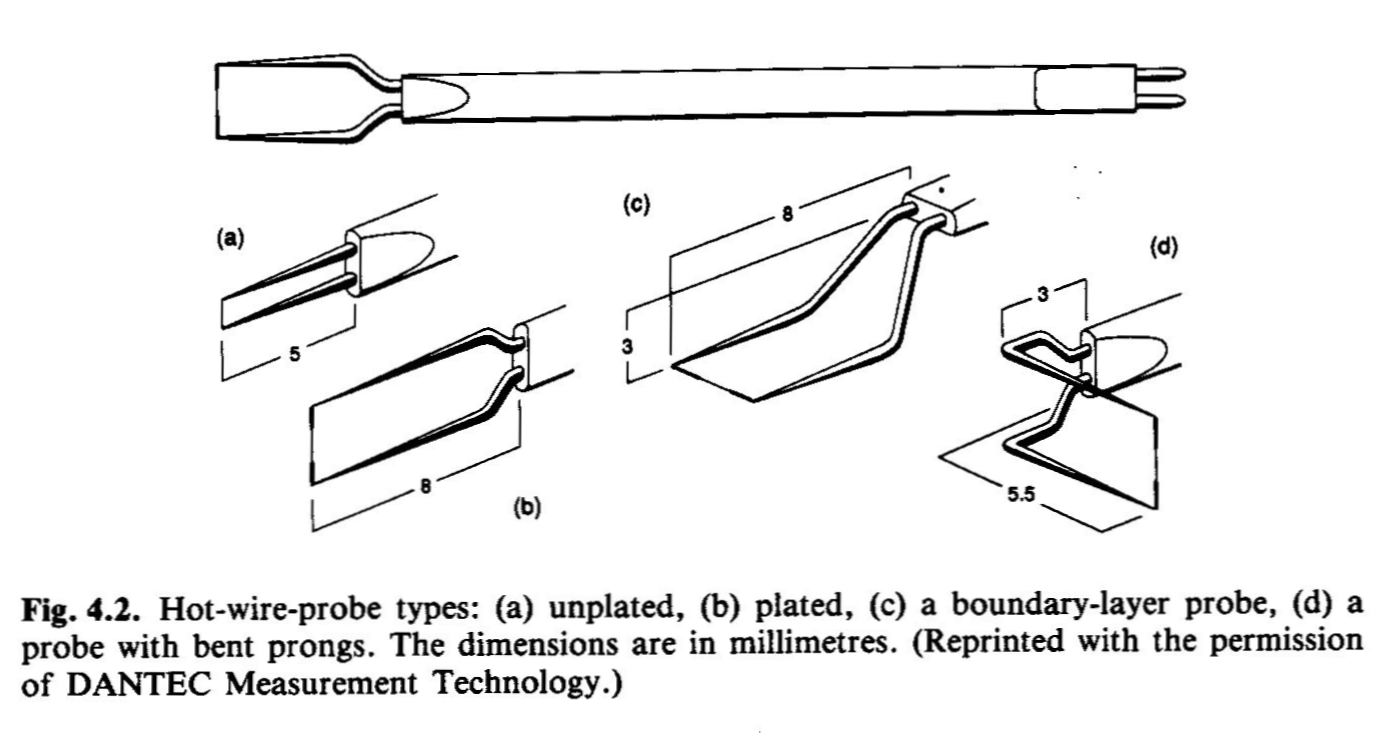 (a)
5
(b)
8
(c)
8
3
(d)
3
5.5
Fig. 4.2. Hot-wire-probe types: (a) unplated, (b) plated, (c) a boundary-layer probe, (d) a
probe with bent prongs. The dimensions are in millimetres. (Reprinted with the permission
of DANTEC Measurement Technology.)